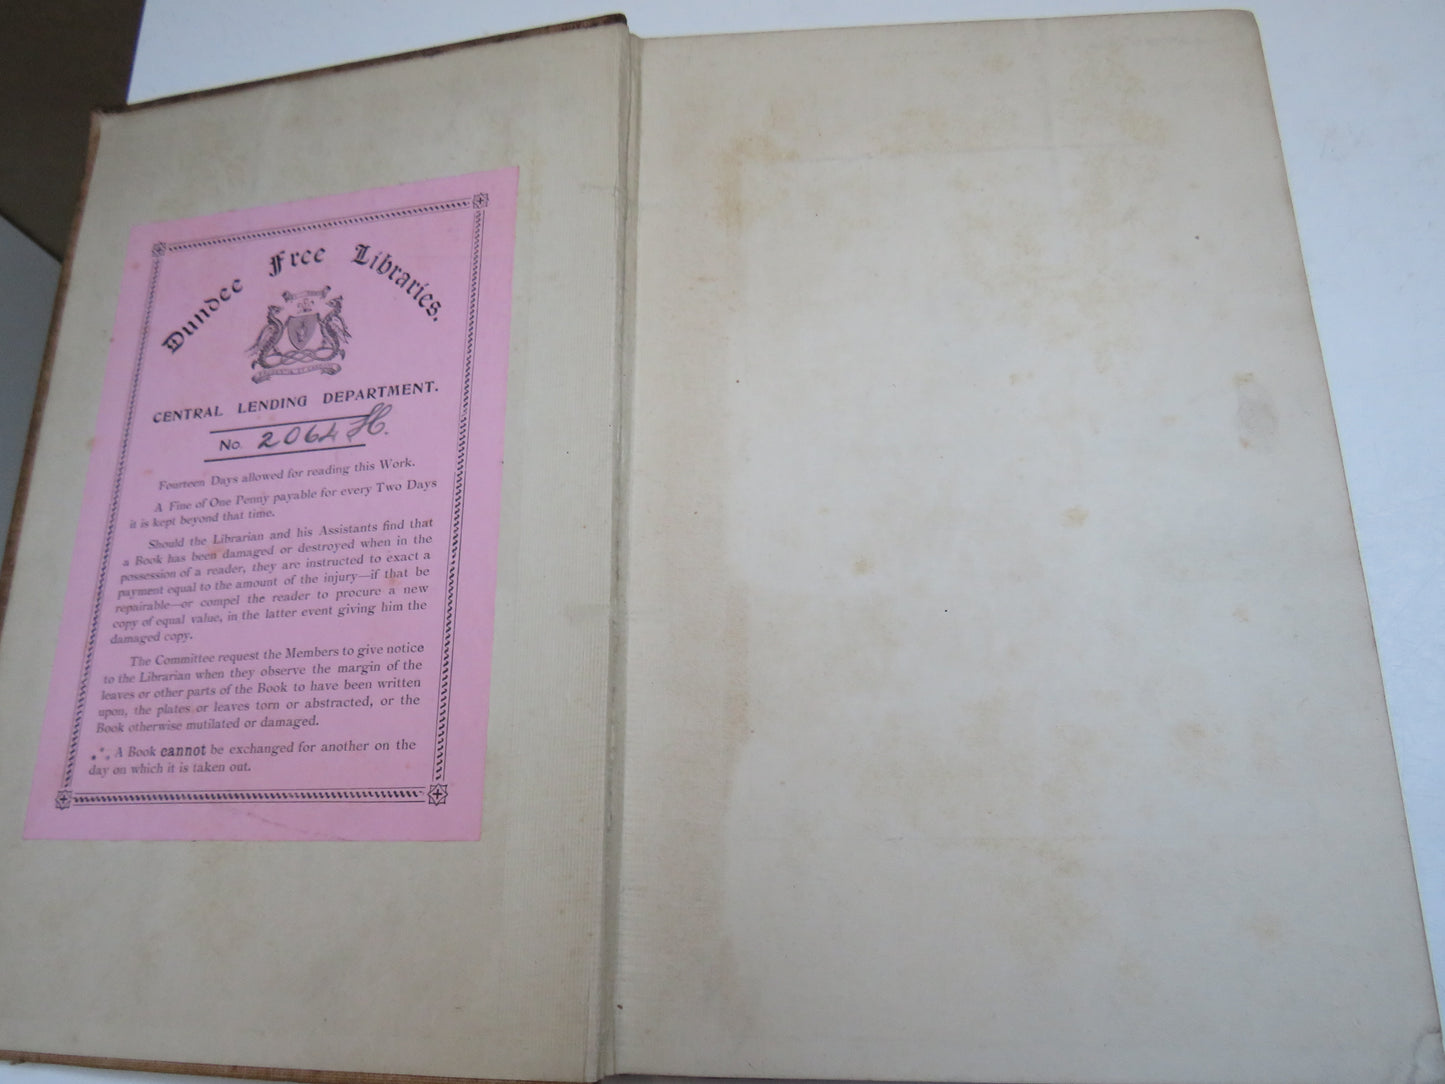 Dundee Free Libraries.
CENTRAL LENDING DEPARTMENT.
No. 2064 H.
Fourteen Days allowed for reading this Work.
A Fine of One Penny payable for every Two Days
it is kept beyond that time.
Should the Librarian and his Assistants find that
a Book has been damaged or destroyed when in the
possession of a reader, they are instructed to exact a
payment equal to the amount of the injury—if that be
repairable—or compel the reader to procure a new
copy of equal value, in the latter event giving him the
damaged copy.
The Committee request the Members to give notice
to the Librarian when they observe the margin of the
leaves or other parts of the Book to have been written
upon, the plates or leaves torn or abstracted, or the
Book otherwise mutilated or damaged.
A Book cannot be exchanged for another on the
day on which it is taken out.